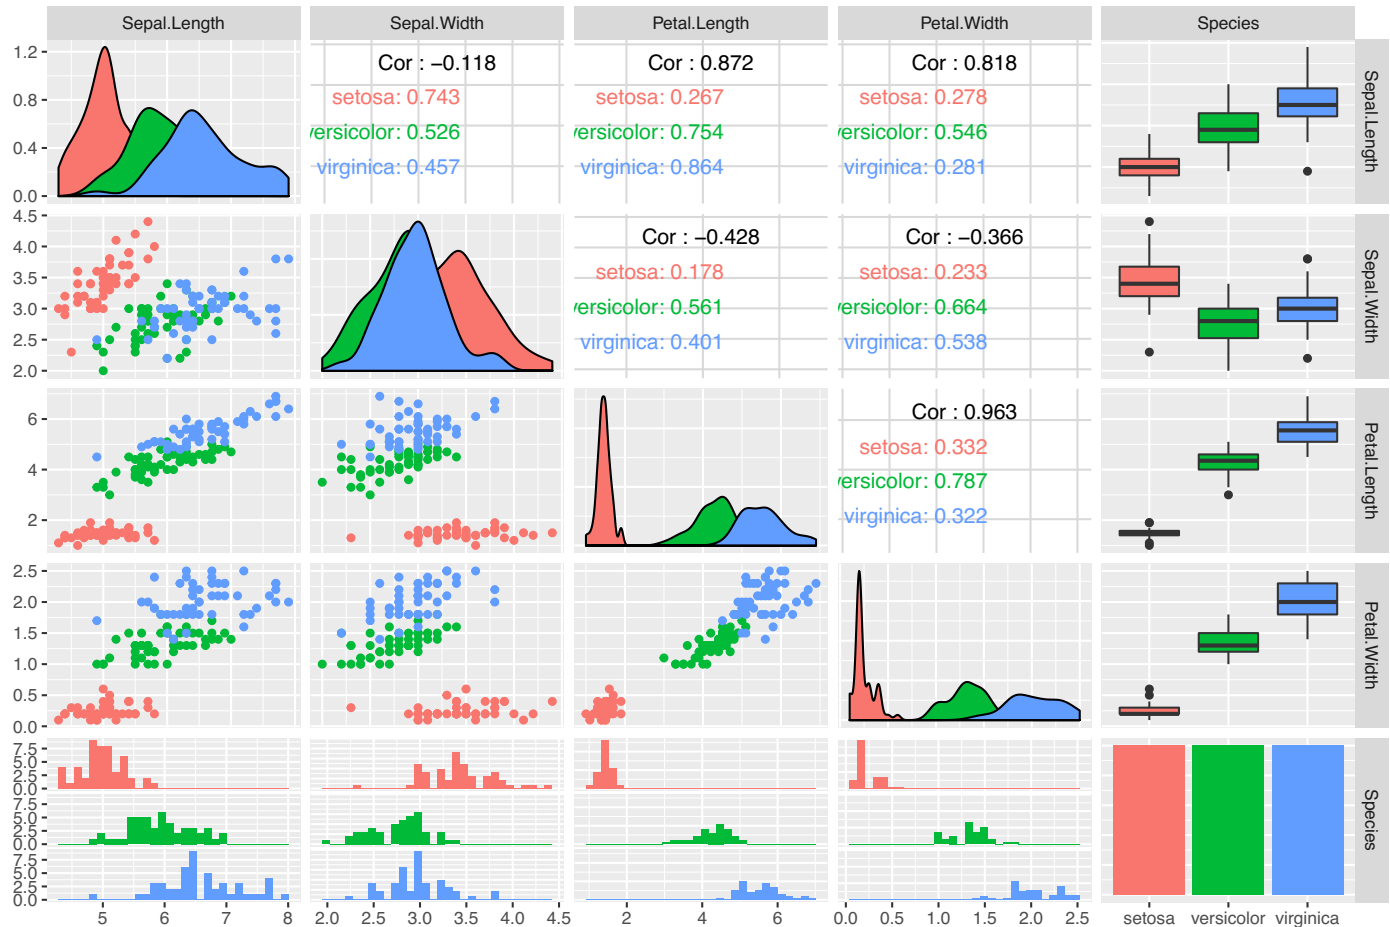 Sepal.Length Sepal.Width Petal.Length Petal.Width Species
1.2
0.8
0.4
0.0
Cor : −0.118
setosa: 0.743
versicolor: 0.526
virginica: 0.457
Cor : 0.872
setosa: 0.267
versicolor: 0.754
virginica: 0.864
Cor : 0.818
setosa: 0.278
versicolor: 0.546
virginica: 0.281
Sepal.Length
4.5
4.0
3.5
3.0
2.5
2.0
Cor : −0.428
setosa: 0.178
versicolor: 0.561
virginica: 0.401
Cor : −0.366
setosa: 0.233
versicolor: 0.664
virginica: 0.538
Sepal.Width
6
4
2
Cor : 0.963
setosa: 0.332
versicolor: 0.787
virginica: 0.322
Petal.Length
2.5
2.0
1.5
1.0
0.5
0.0
Petal.Width
7.5
5.0
2.5
0.0
7.5
5.0
2.5
0.0
7.5
5.0
2.5
0.0
Species
5 6 7 8
2.0 2.5 3.0 3.5 4.0 4.5
2 4 6
0.0 0.5 1.0 1.5 2.0 2.5
setosa versicolor virginica